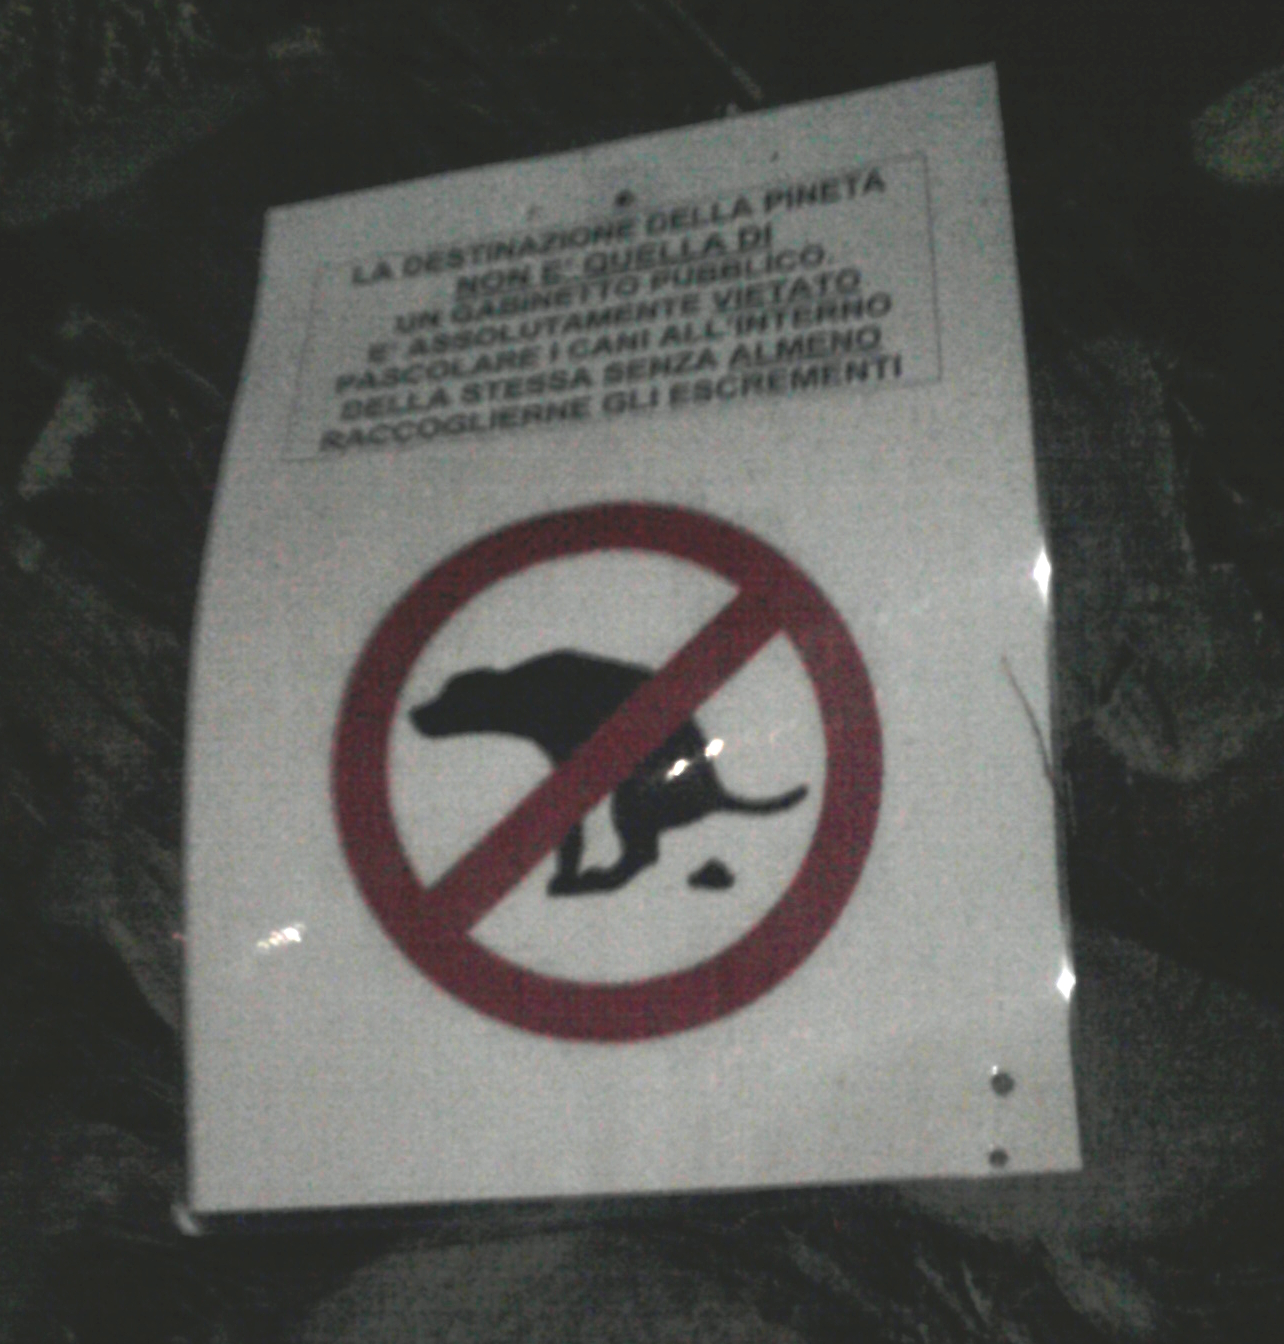 LA DESTINAZIONE DELLA PINETA
NON E' QUELLA DI
UN GABINETTO PUBBLICO.
E' ASSOLUTAMENTE VIETATO
PASCOLARE I CANI ALL'INTERNO
DELLA STESSA SENZA ALMENO
RACCOGLIERNE GLI ESCREMENTI